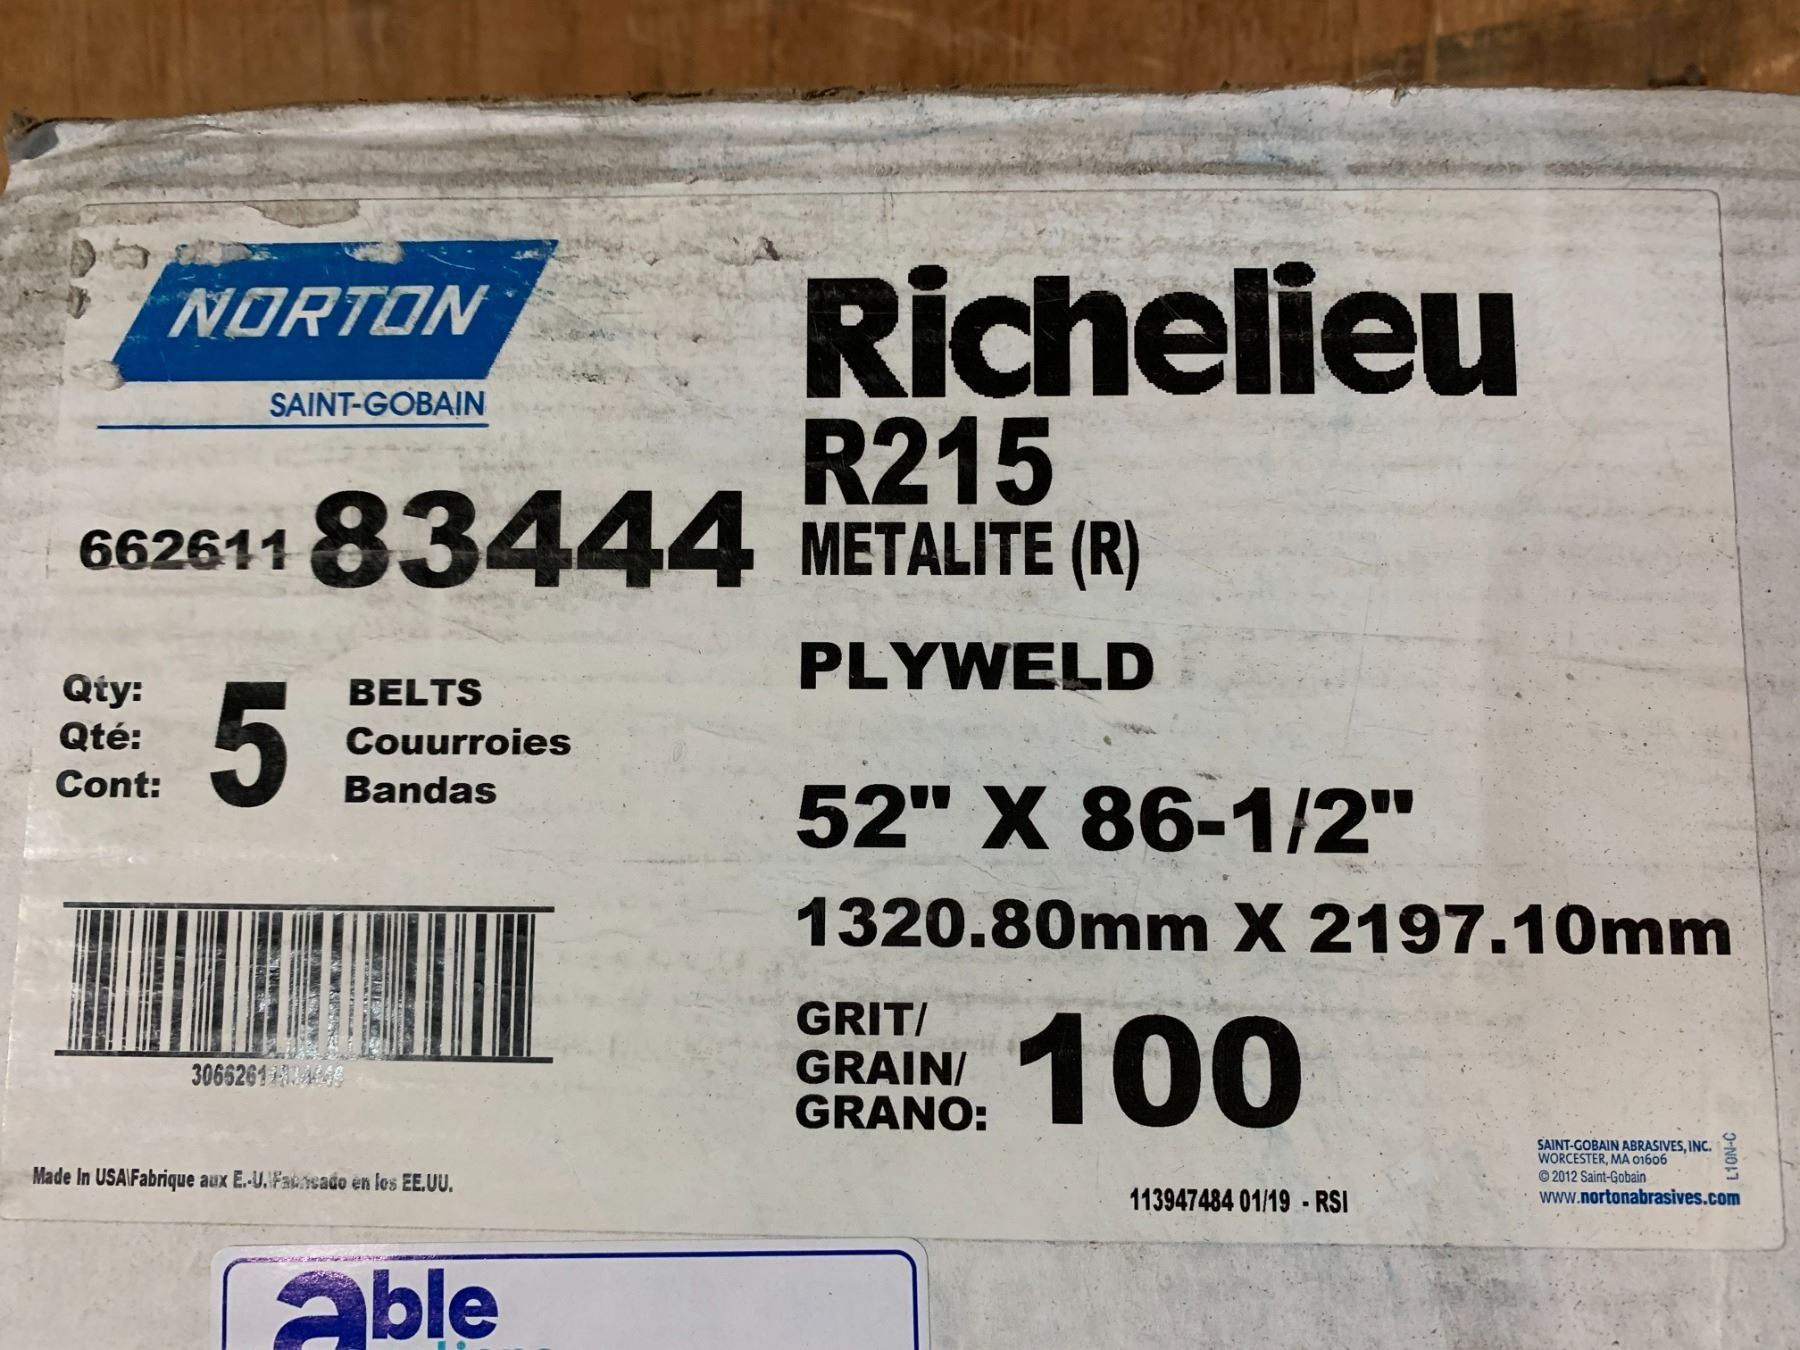 NORTON
SAINT-GOBAIN
66261183444
Qty: 5 BELTS
Qté: Couurroies
Cont: Bandas
Made In USA\Fabrique aux E.-U.\Fabricado en los EE.UU.
Richelieu
R215
METALITE (R)
PLYWELD
52" X 86-1/2"
1320.80mm X 2197.10mm
GRIT/
GRAIN/
GRANO: 100
113947484 01/19 - RSI
SAINT-GOBAIN ABRASIVES, INC.
WORCESTER, MA 01606
© 2012 Saint-Gobain
www.nortonabrasives.com
L10N-C
able